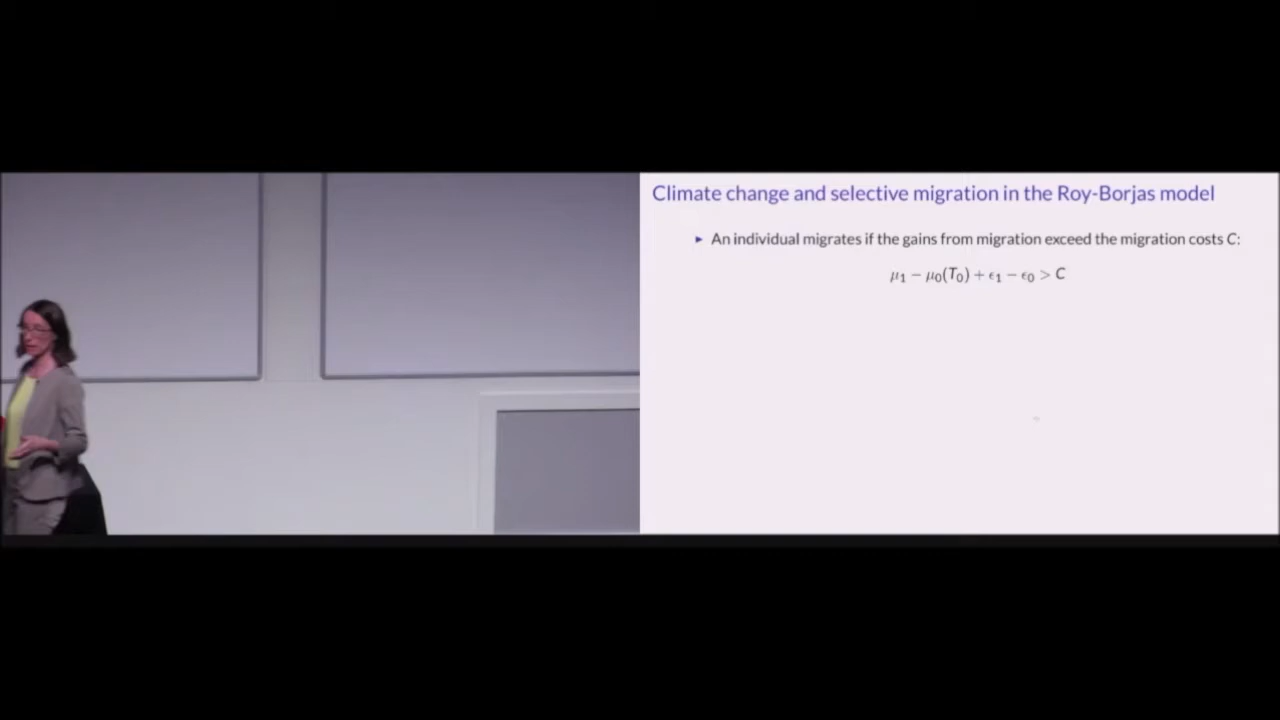 Climate change and selective migration in the Roy-Borjas model
► An individual migrates if the gains from migration exceed the migration costs C:
μ₁ − μ₀(T₀) + ϵ₁ − ϵ₀ > C